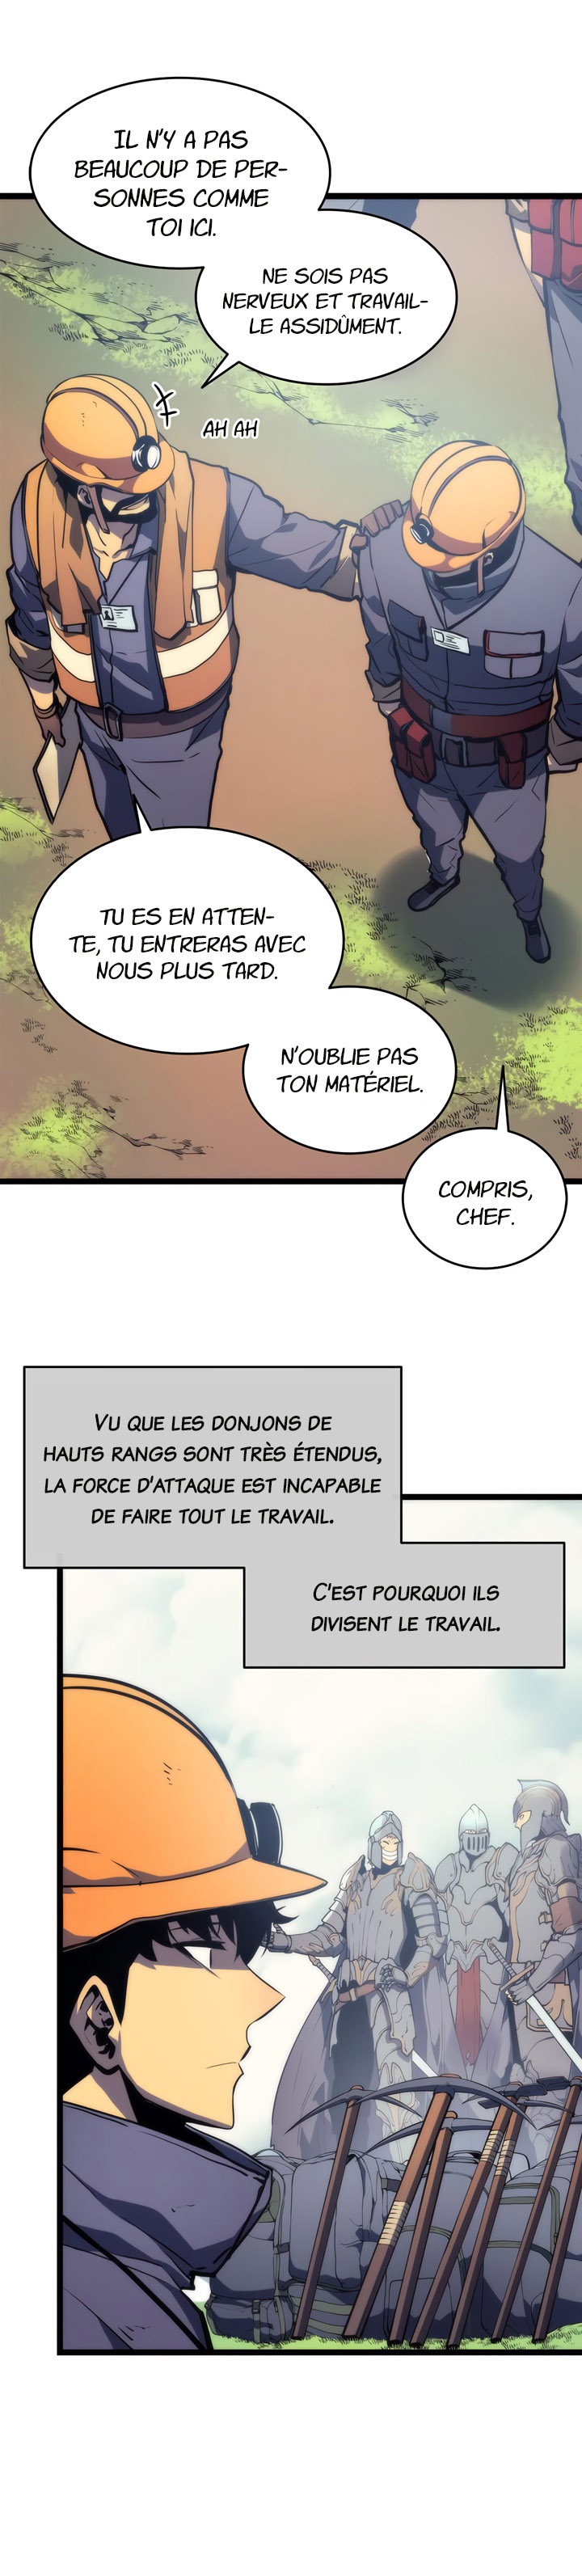 IL N'Y A PAS
BEAUCOUP DE PER-
SONNES COMME
TOI ICI.
NE SOIS PAS
NERVEUX ET TRAVAIL-
LE ASSIDÛMENT.
AH AH
TU ES EN ATTEN-
TE, TU ENTRERAS AVEC
NOUS PLUS TARD.
N'OUBLIE PAS
TON MATÉRIEL.
COMPRIS,
CHEF.
VU QUE LES DONJONS DE
HAUTS RANGS SONT TRÈS ÉTENDUS,
LA FORCE D'ATTAQUE EST INCAPABLE
DE FAIRE TOUT LE TRAVAIL.
C'EST POURQUOI ILS
DIVISENT LE TRAVAIL.